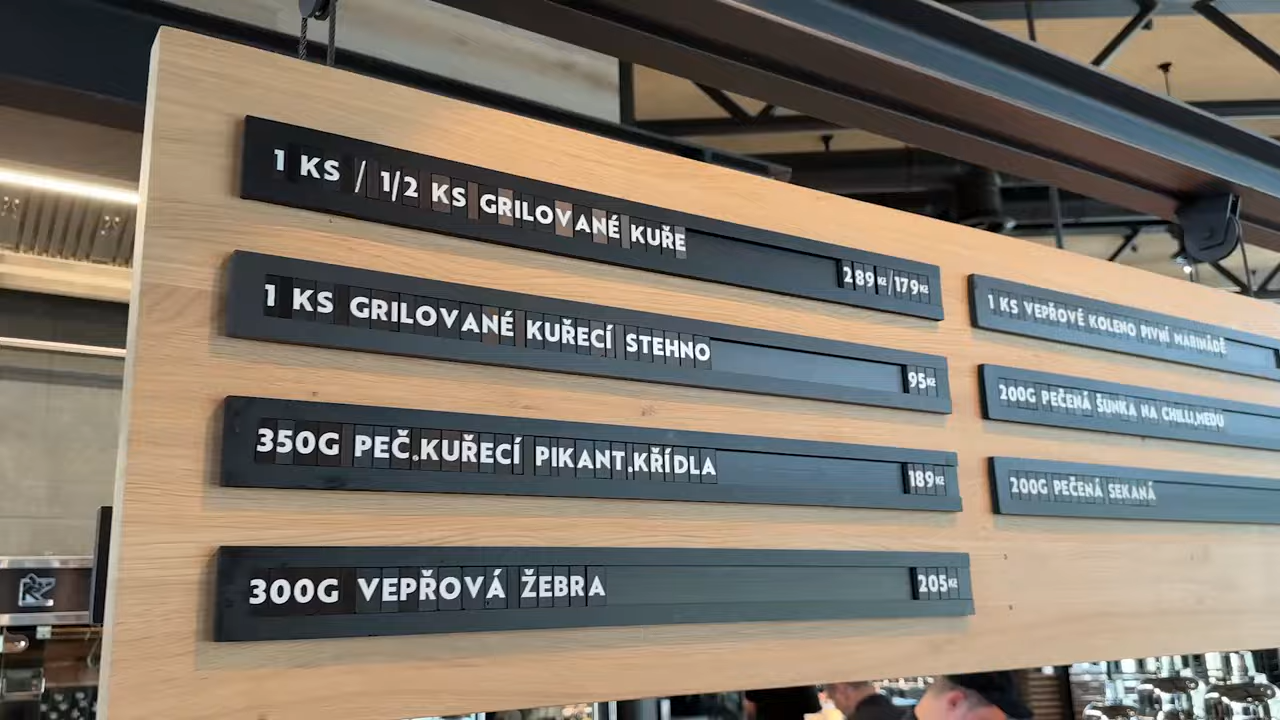 1 KS / 1/2 KS GRILOVANÉ KUŘE 289Kč/179Kč
1 KS GRILOVANÉ KUŘECÍ STEHNO 95Kč
350G PEČ.KUŘECÍ PIKANT.KŘÍDLA 189Kč
300G VEPŘOVÁ ŽEBRA 205Kč
1 KS VEPŘOVÉ KOLENO PIVNÍ MARINÁDĚ
200G PEČENÁ ŠUNKA NA CHILLI,MEDU
200G PEČENÁ SEKANÁ